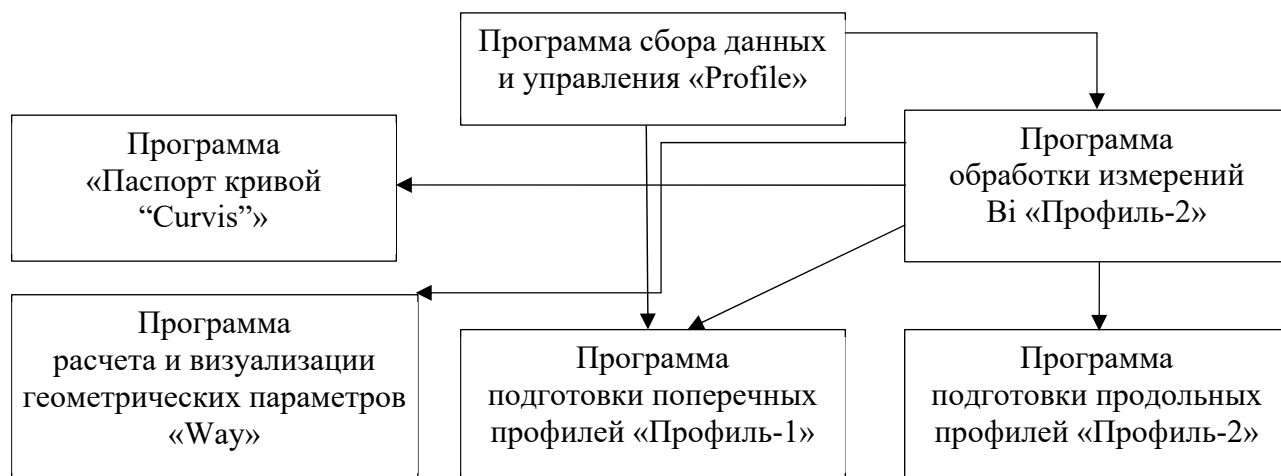 Программа сбора данных
и управления «Profile»
Программа
«Паспорт кривой
“Curvis”»
Программа
обработки измерений
Bi «Профиль-2»
Программа
расчета и визуализации
геометрических параметров
«Way»
Программа
подготовки поперечных
профилей «Профиль-1»
Программа
подготовки продольных
профилей «Профиль-2»